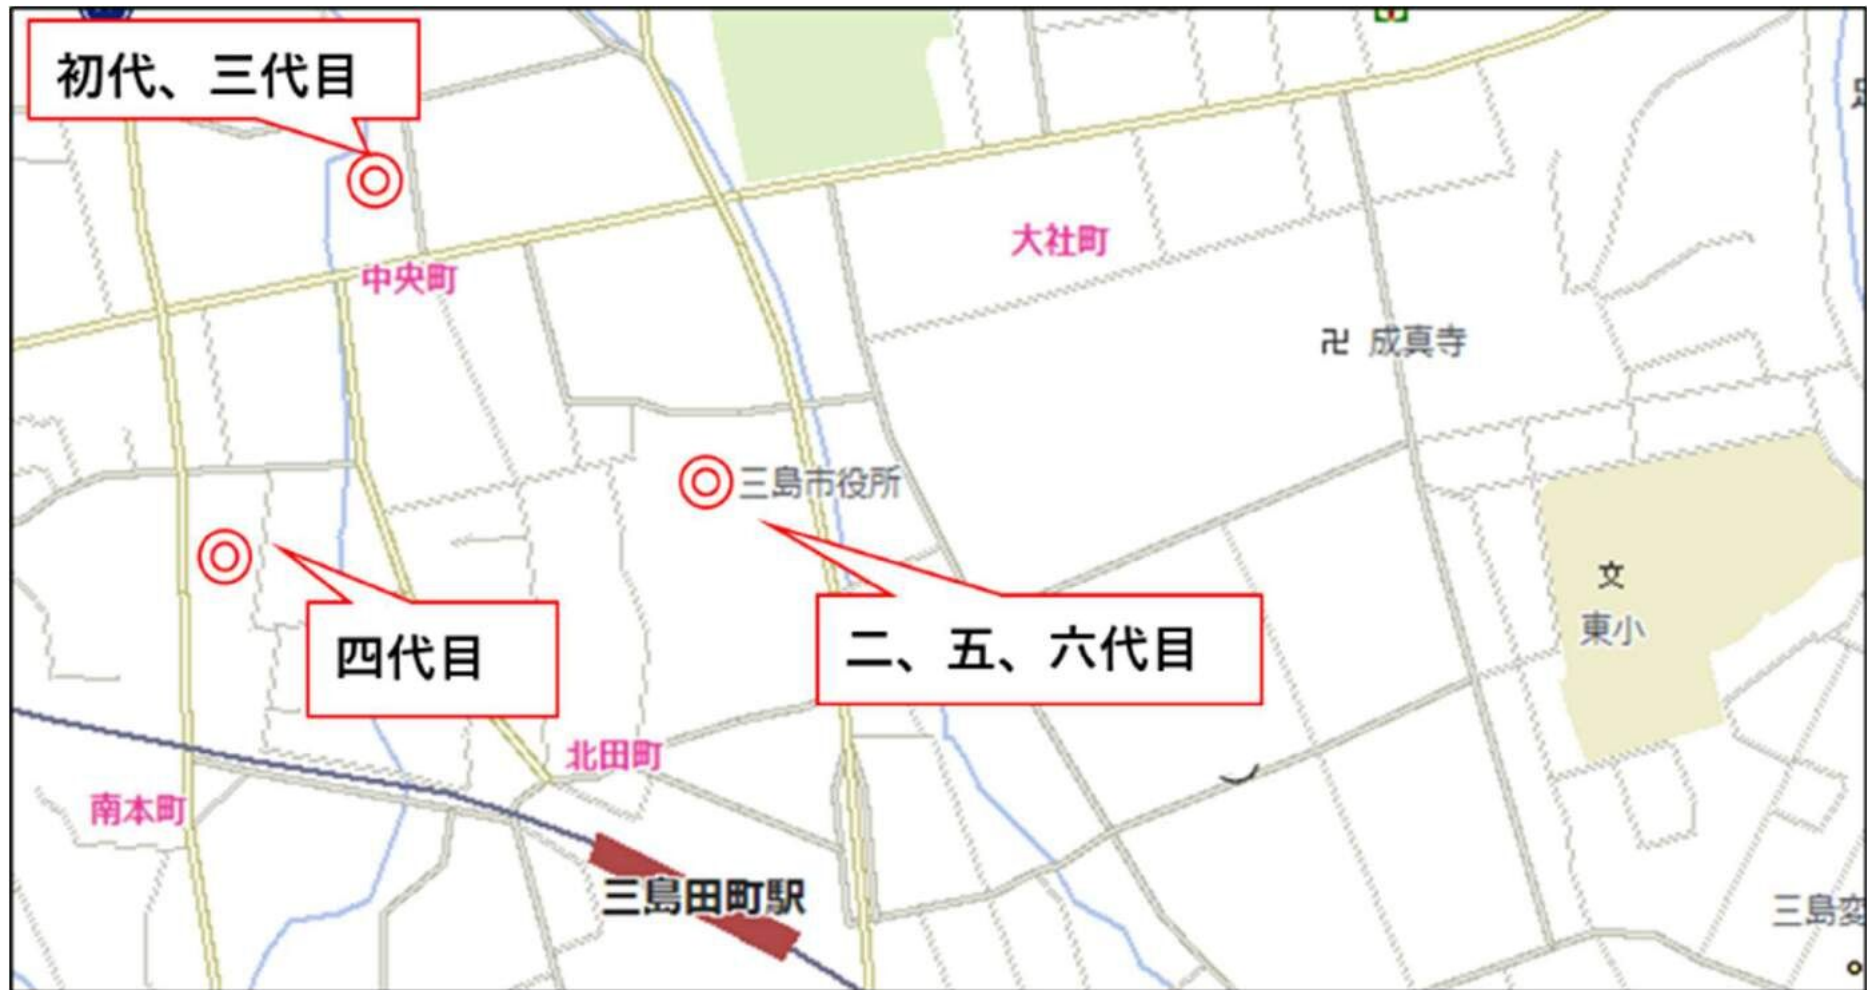 初代、三代目
中央町
大社町
卍 成真寺
三島市役所
文
東小
四代目
二、五、六代目
北田町
南本町
三島田町駅
三島変